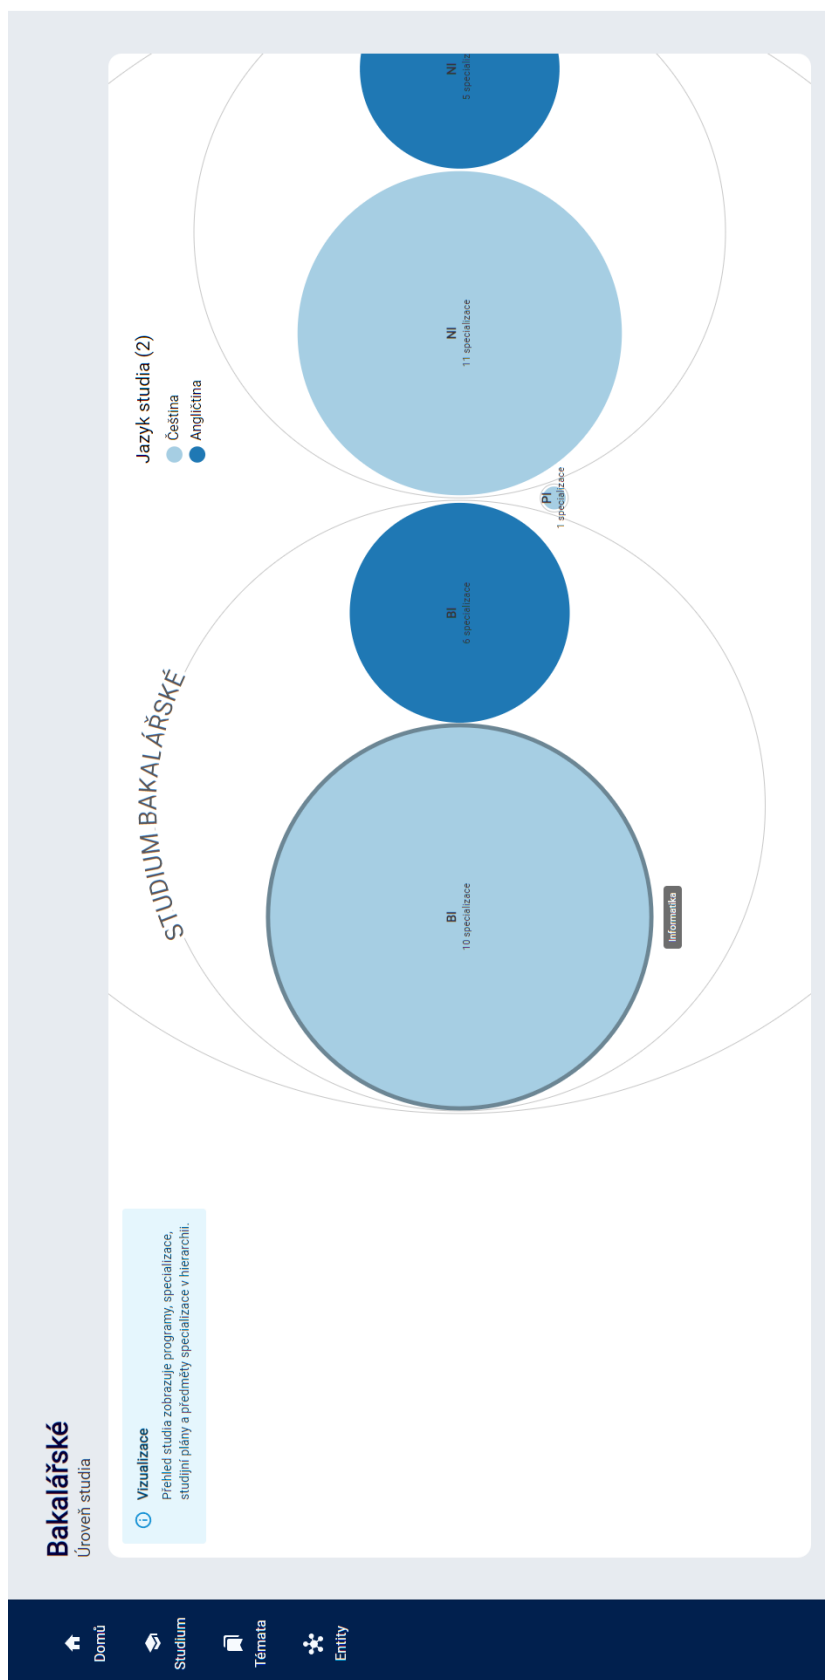 Domů
Studium
Témata
Entity
Bakalářské
Úroveň studia
Vizualizace
Přehled studia zobrazuje programy, specializace,
studijní plány a předměty specializace v hierarchii.
STUDIUM BAKALÁŘSKÉ
Jazyk studia (2)
Čeština
Angličtina
BI
10 specializace
Informatika
BI
6 specializace
PI
1 specializace
NI
11 specializace
NI